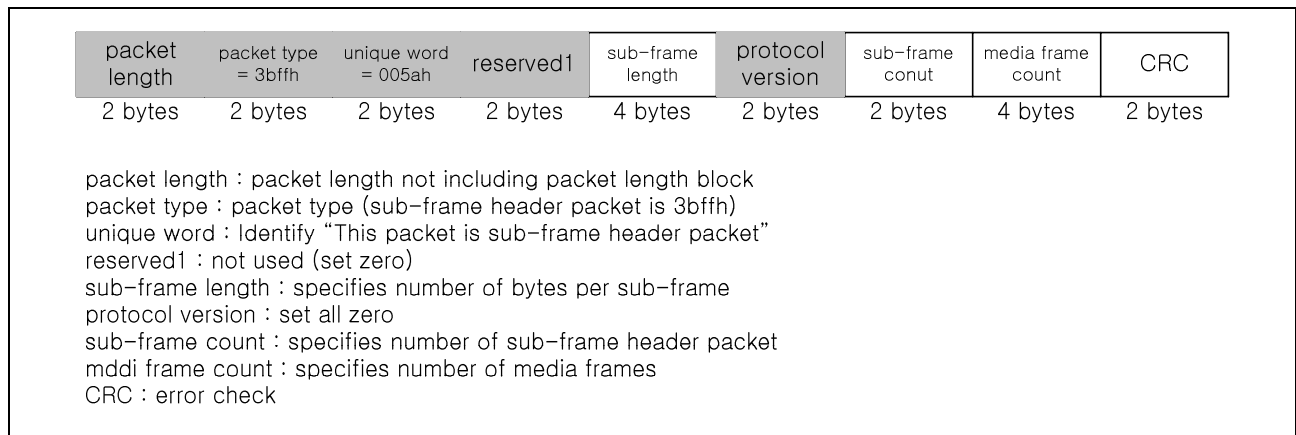 packet length
packet type = 3bffh
unique word = 005ah
reserved1
sub-frame length
protocol version
sub-frame conut
media frame count
CRC
2 bytes 2 bytes 2 bytes 2 bytes 4 bytes 2 bytes 2 bytes 4 bytes 2 bytes
packet length : packet length not including packet length block
packet type : packet type (sub-frame header packet is 3bffh)
unique word : Identify “This packet is sub-frame header packet”
reserved1 : not used (set zero)
sub-frame length : specifies number of bytes per sub-frame
protocol version : set all zero
sub-frame count : specifies number of sub-frame header packet
mddi frame count : specifies number of media frames
CRC : error check